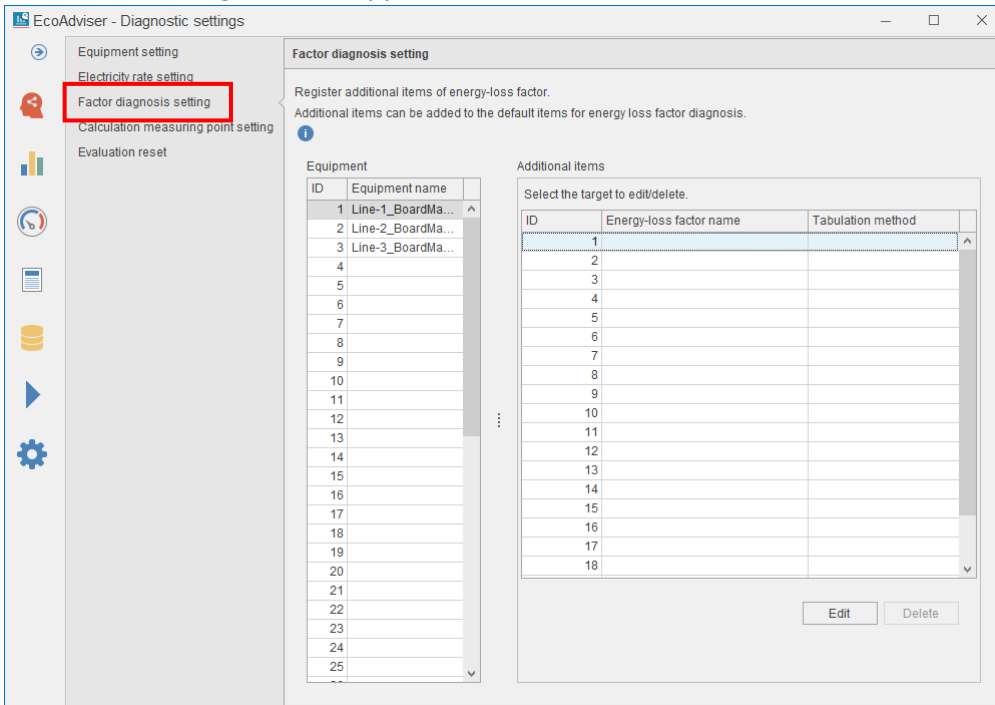 EcoAdviser - Diagnostic settings
Equipment setting
Electricity rate setting
Factor diagnosis setting
Calculation measuring point setting
Evaluation reset
Factor diagnosis setting
Register additional items of energy-loss factor.
Additional items can be added to the default items for energy loss factor diagnosis.
Equipment
ID Equipment name
1 Line-1_BoardMa...
2 Line-2_BoardMa...
3 Line-3_BoardMa...
4
5
6
7
8
9
10
11
12
13
14
15
16
17
18
19
20
21
22
23
24
25
Additional items
Select the target to edit/delete.
ID Energy-loss factor name Tabulation method
1
2
3
4
5
6
7
8
9
10
11
12
13
14
15
16
17
18
Edit Delete